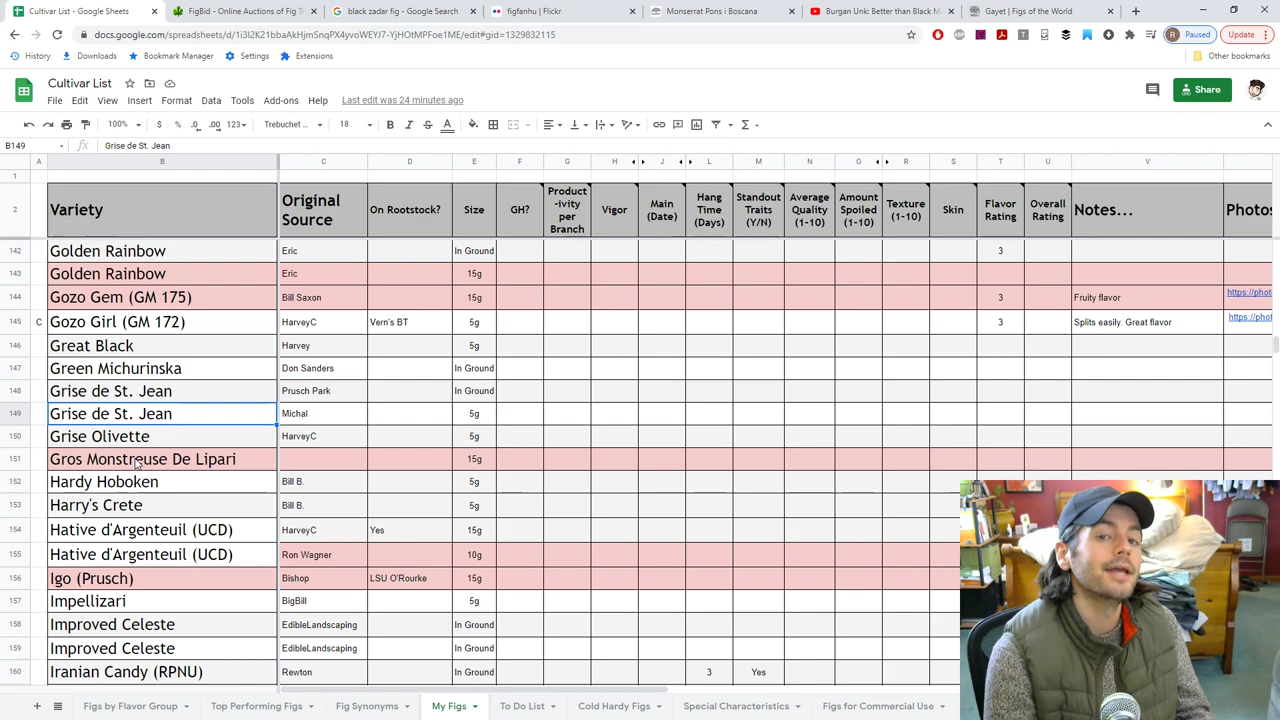 Cultivar List - Google Sheets
FigBid - Online Auctions of Fig T
black zadar fig - Google Search
figfanhu | Flickr
Monserrat Pons i Boscana
Burgan Unk: Better than Black M
Gayet | Figs of the World
docs.google.com/spreadsheets/d/1i3I2K21bbaAkHjmSnqPX4yvoWEYJ7-YjHOtMPFoe1ME/edit#gid=1329832115
Paused
Update
History
Downloads
Bookmark Manager
Settings
Extensions
Other bookmarks
Cultivar List
File Edit View Insert Format Data Tools Add-ons Help Last edit was 24 minutes ago
Share
100% $ % .0 .00 123 Trebuchet ... 18 B I S A
B149 fx Grise de St. Jean
A B C D E F G H J L M N O R S T U V
1
2 Variety Original Source On Rootstock? Size GH? Product-ivity per Branch Vigor Main (Date) Hang Time (Days) Standout Traits (Y/N) Average Quality (1-10) Amount Spoiled (1-10) Texture (1-10) Skin Flavor Rating Overall Rating Notes... Photos
142 Golden Rainbow Eric In Ground 3
143 Golden Rainbow Eric 15g
144 Gozo Gem (GM 175) Bill Saxon 15g 3 Fruity flavor https://phot
145 C Gozo Girl (GM 172) HarveyC Vern's BT 5g 3 Splits easily. Great flavor https://phot
146 Great Black Harvey 5g
147 Green Michurinska Don Sanders 5g
148 Grise de St. Jean Prusch Park In Ground
149 Grise de St. Jean Michal 5g
150 Grise Olivette HarveyC 5g
151 Gros Monstreuse De Lipari 15g
152 Hardy Hoboken Bill B. 5g
153 Harry's Crete Bill B. 5g
154 Hative d'Argenteuil (UCD) HarveyC Yes 15g
155 Hative d'Argenteuil (UCD) Ron Wagner 10g
156 Igo (Prusch) Bishop LSU O'Rourke 15g
157 Impellizari BigBill 5g
158 Improved Celeste EdibleLandscaping In Ground
159 Improved Celeste EdibleLandscaping In Ground
160 Iranian Candy (RPNU) Rewton In Ground 3 Yes
Figs by Flavor Group Top Performing Figs Fig Synonyms My Figs To Do List Cold Hardy Figs Special Characteristics Figs for Commercial Use